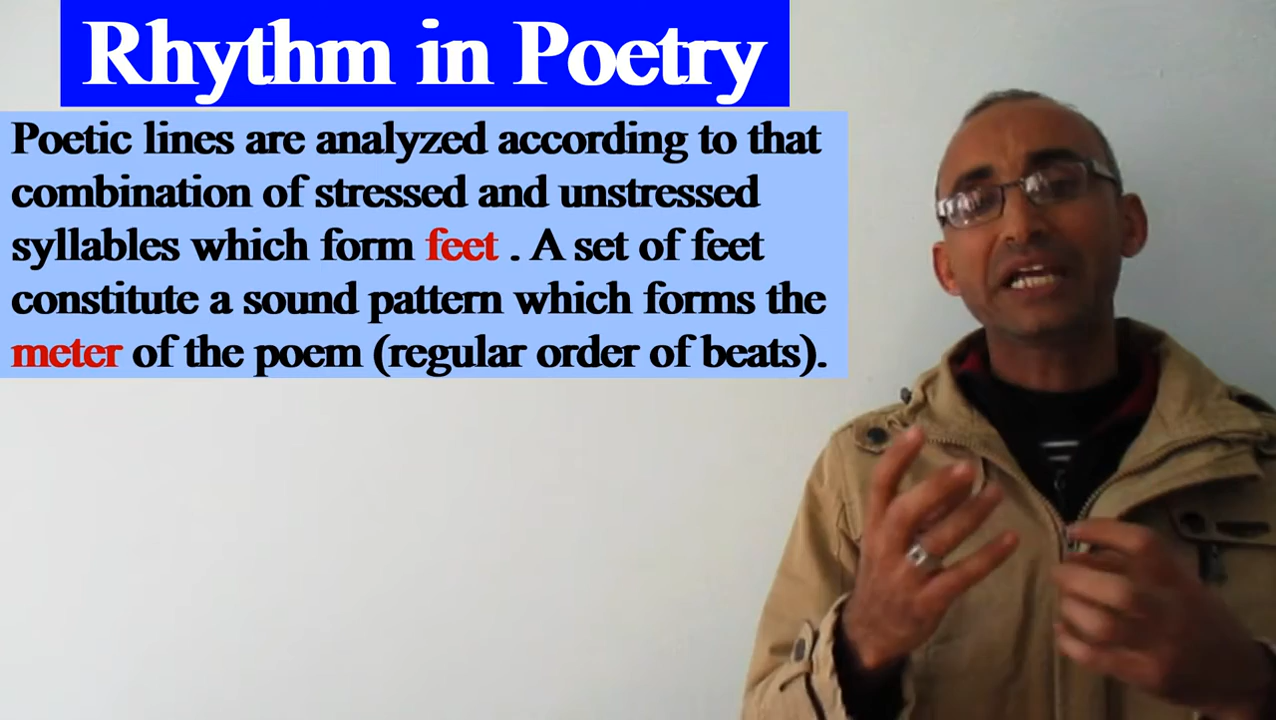 Rhythm in Poetry
Poetic lines are analyzed according to that
combination of stressed and unstressed
syllables which form feet . A set of feet
constitute a sound pattern which forms the
meter of the poem (regular order of beats).